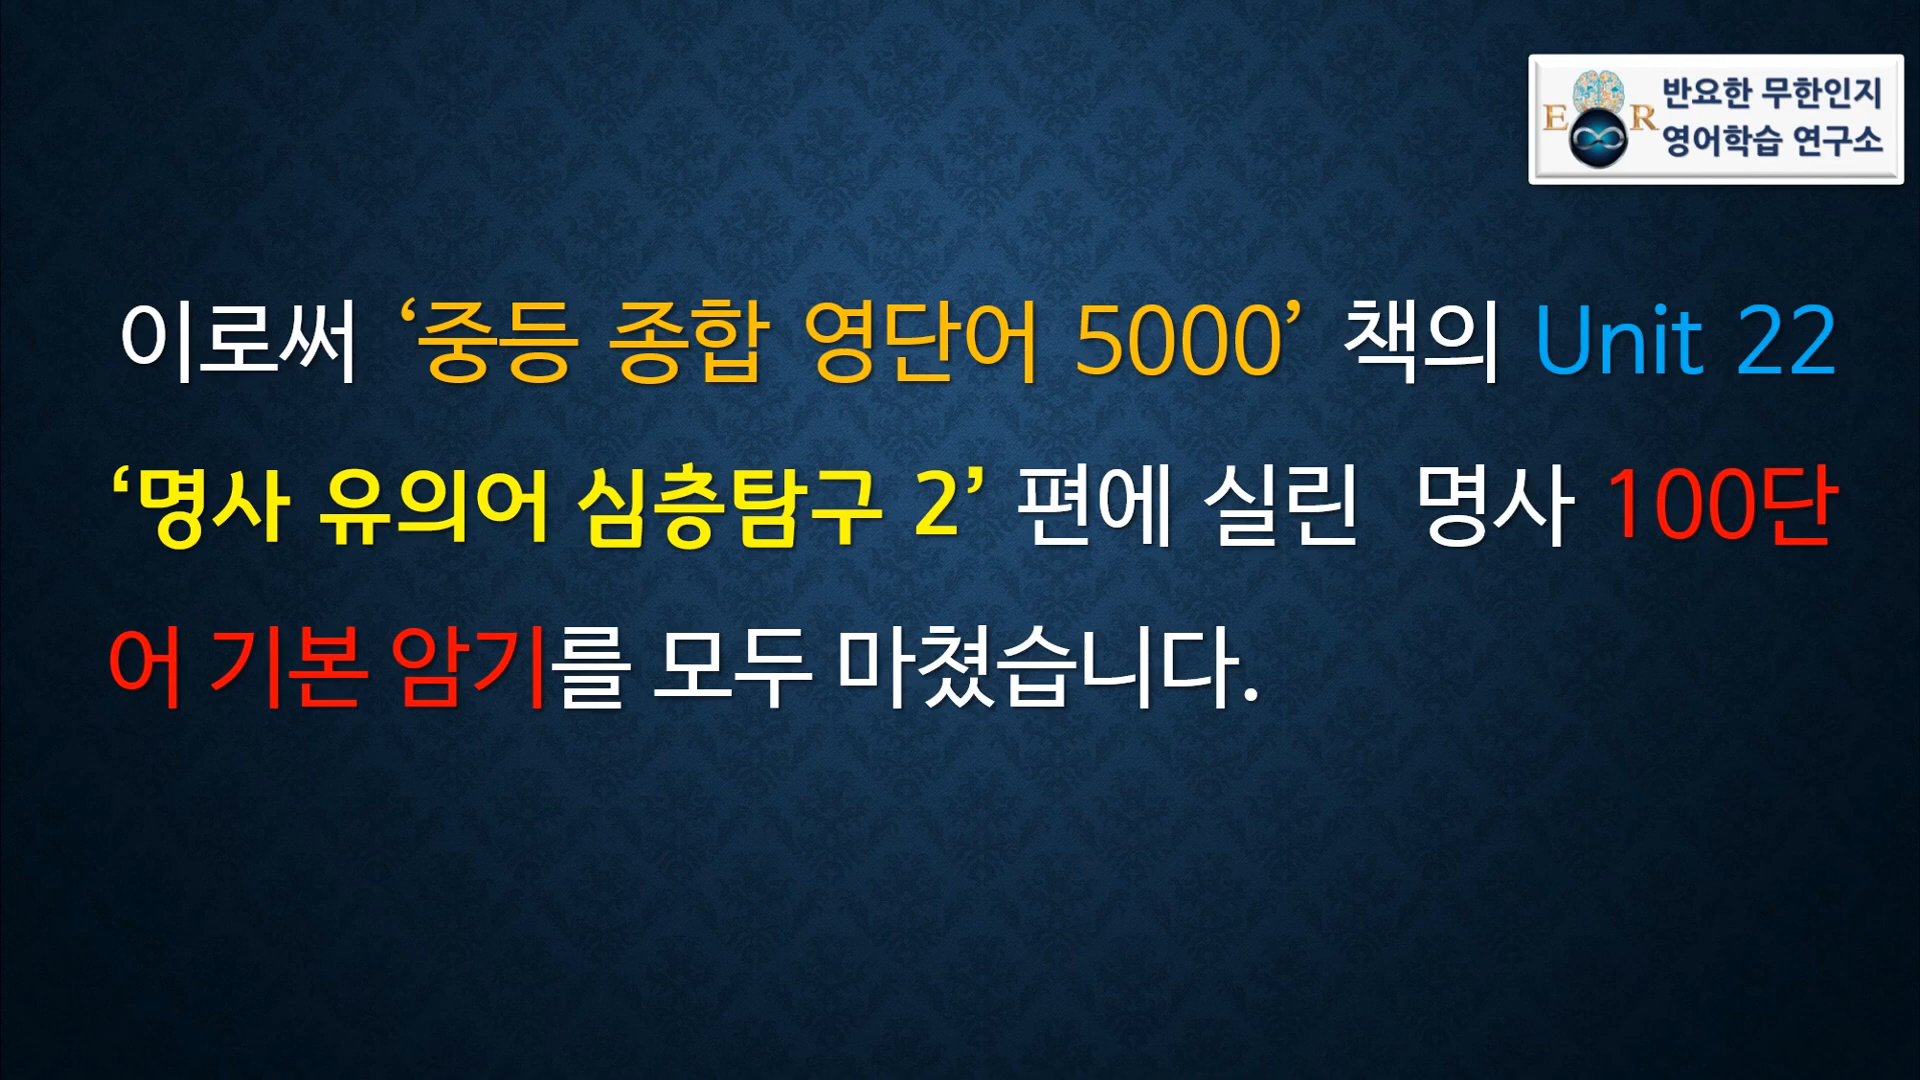 E R 반요한 무한인지
영어학습 연구소
이로써 ‘중등 종합 영단어 5000’ 책의 Unit 22
‘명사 유의어 심층탐구 2’ 편에 실린 명사 100단
어 기본 암기를 모두 마쳤습니다.